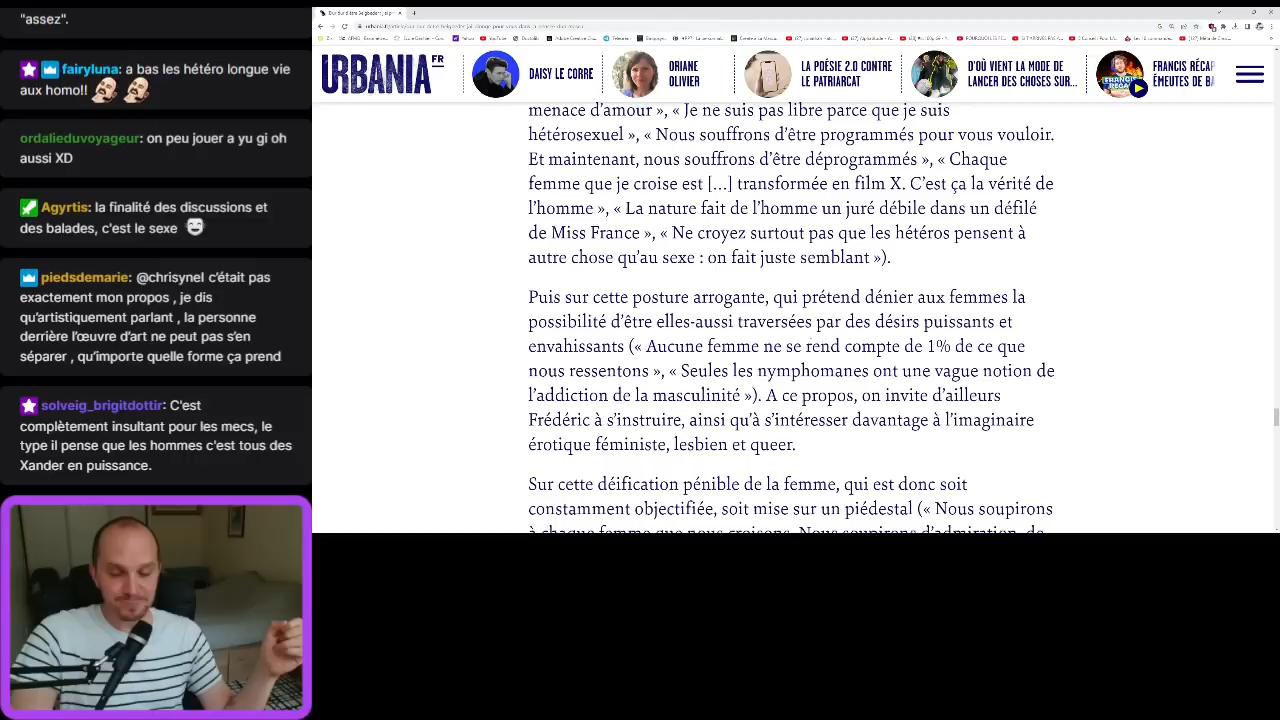 "assez".
fairyluna: a bas les hétéro longue vie
aux homo!!
ordalieduvoyageur: on peu jouer a yu gi oh
aussi XD
Agyrtis: la finalité des discussions et
des balades, c'est le sexe
piedsdemarie: @chrisynel c'était pas
exactement mon propos , je dis
qu'artistiquement parlant , la personne
derrière l'œuvre d'art ne peut pas s'en
séparer , qu'importe quelle forme ça prend
solveig_brigitdottir: C'est
complètement insultant pour les mecs, le
type il pense que les hommes c'est tous des
Xander en puissance.
URBANIA FR
DAISY LE CORRE
ORIANE
OLIVIER
LA POÉSIE 2.0 CONTRE
LE PATRIARCAT
D'OÙ VIENT LA MODE DE
LANCER DES CHOSES SUR...
FRANCIS RÉCAP
ÉMEUTES DE BA
menace d'amour », « Je ne suis pas libre parce que je suis
hétérosexuel », « Nous souffrons d'être programmés pour vous vouloir.
Et maintenant, nous souffrons d'être déprogrammés », « Chaque
femme que je croise est [...] transformée en film X. C'est ça la vérité de
l'homme », « La nature fait de l'homme un juré débile dans un défilé
de Miss France », « Ne croyez surtout pas que les hétéros pensent à
autre chose qu'au sexe : on fait juste semblant »).
Puis sur cette posture arrogante, qui prétend dénier aux femmes la
possibilité d'être elles-aussi traversées par des désirs puissants et
envahissants (« Aucune femme ne se rend compte de 1% de ce que
nous ressentons », « Seules les nymphomanes ont une vague notion de
l'addiction de la masculinité »). A ce propos, on invite d'ailleurs
Frédéric à s'instruire, ainsi qu'à s'intéresser davantage à l'imaginaire
érotique féministe, lesbien et queer.
Sur cette déification pénible de la femme, qui est donc soit
constamment objectifiée, soit mise sur un piédestal (« Nous soupirons
à chaque femme que nous croisons. Nous soupirons d'admiration, de